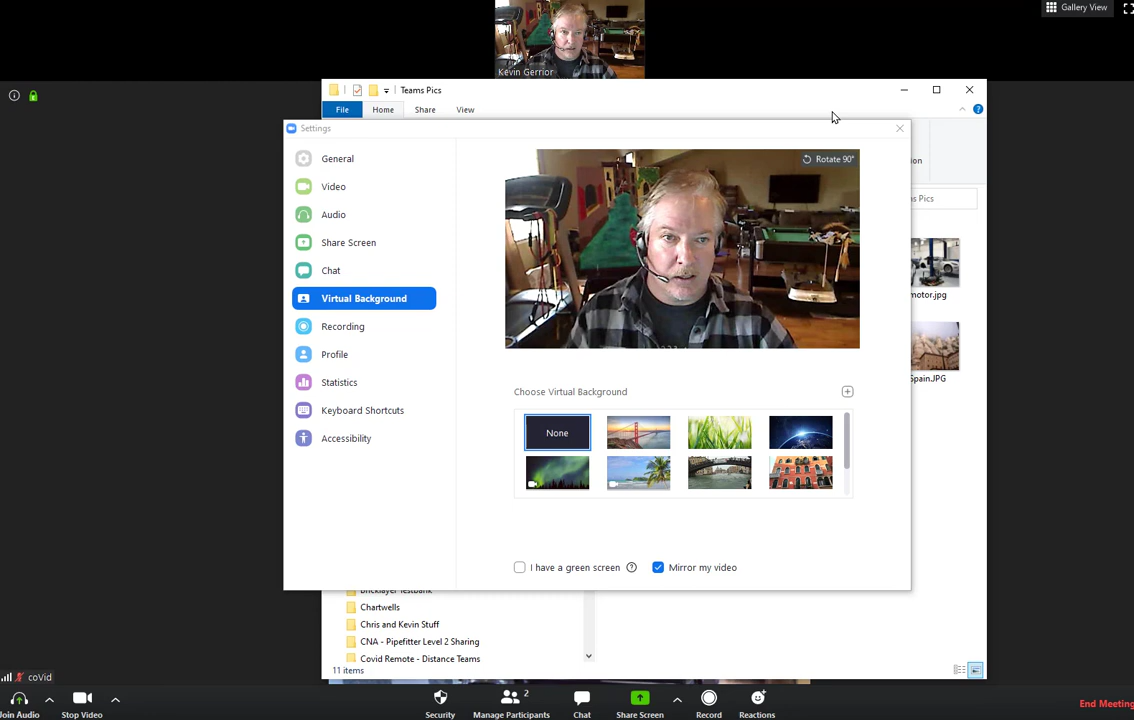 Gallery View
Kevin Gerrior
Teams Pics
File Home Share View
Settings
General
Video
Audio
Share Screen
Chat
Virtual Background
Recording
Profile
Statistics
Keyboard Shortcuts
Accessibility
Rotate 90°
Choose Virtual Background
None
I have a green screen
Mirror my video
s Pics
motor.jpg
Spain.JPG
Bricklayer Testbank
Chartwells
Chris and Kevin Stuff
CNA - Pipefitter Level 2 Sharing
Covid Remote - Distance Teams
11 items
coVid
Join Audio
Stop Video
Security
2
Manage Participants
Chat
Share Screen
Record
Reactions
End Meeting